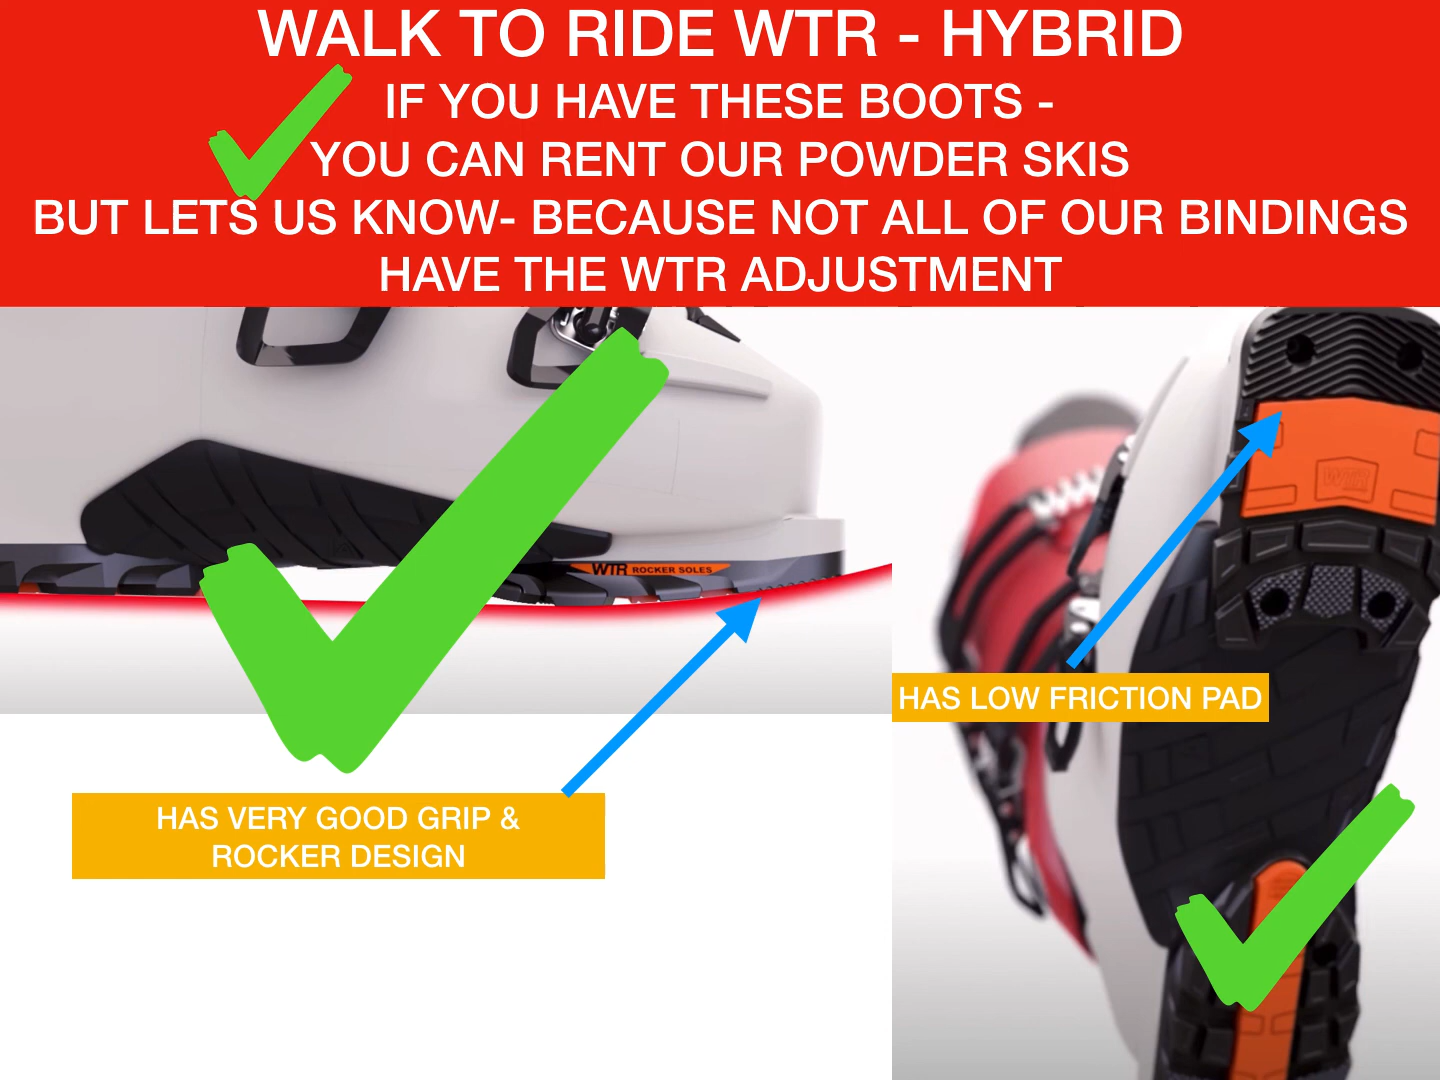 WALK TO RIDE WTR - HYBRID
IF YOU HAVE THESE BOOTS -
YOU CAN RENT OUR POWDER SKIS
BUT LETS US KNOW- BECAUSE NOT ALL OF OUR BINDINGS
HAVE THE WTR ADJUSTMENT
WTR
WTR ROCKER SOLES
HAS LOW FRICTION PAD
HAS VERY GOOD GRIP &
ROCKER DESIGN